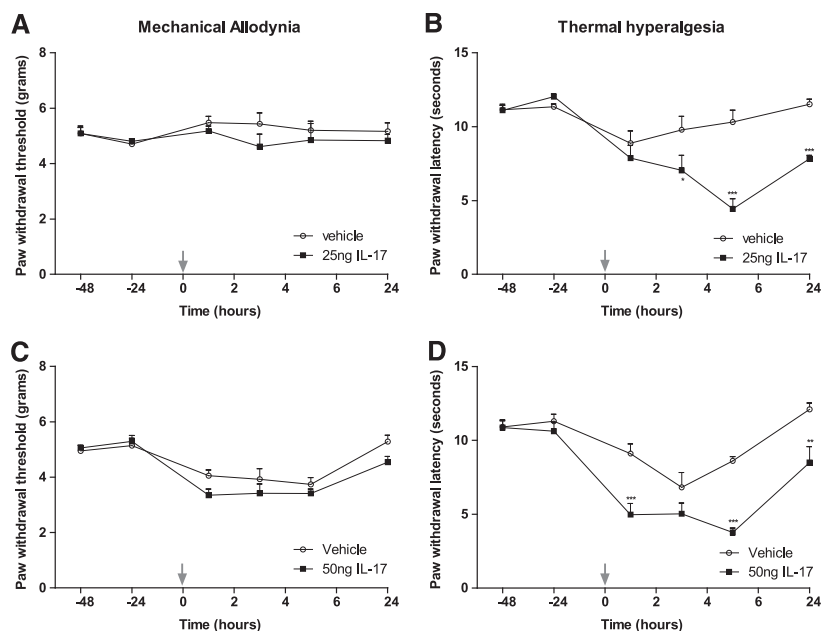 A
Mechanical Allodynia
Paw withdrawal threshold (grams)
8
6
4
2
0
vehicle
25ng IL-17
-48 -24 0 2 4 6 24
Time (hours)
B
Thermal hyperalgesia
Paw withdrawal latency (seconds)
15
10
5
0
*
***
***
vehicle
25ng IL-17
-48 -24 0 2 4 6 24
Time (hours)
C
Paw withdrawal threshold (grams)
8
6
4
2
0
Vehicle
50ng IL-17
-48 -24 0 2 4 6 24
Time (hours)
D
Paw withdrawal latency (seconds)
15
10
5
0
***
***
**
Vehicle
50ng IL-17
-48 -24 0 2 4 6 24
Time (hours)